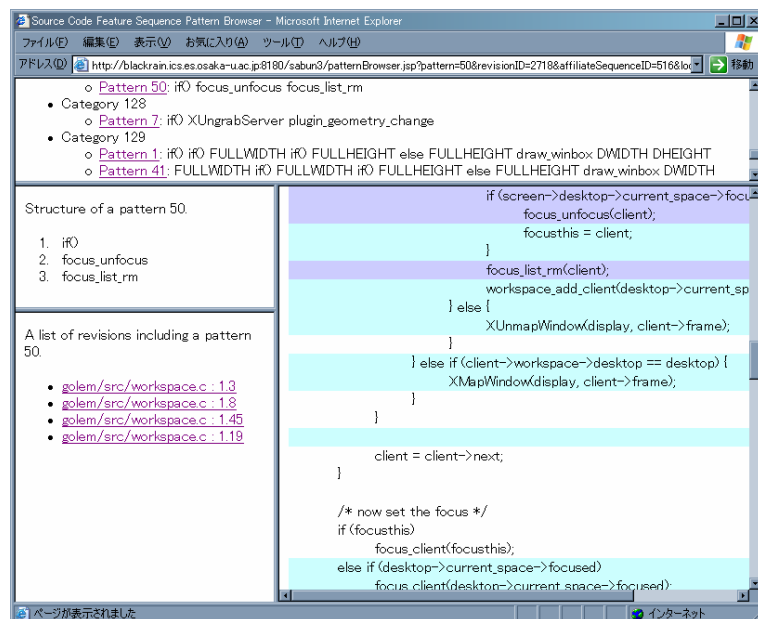 Source Code Feature Sequence Pattern Browser - Microsoft Internet Explorer
ファイル(F) 編集(E) 表示(V) お気に入り(A) ツール(T) ヘルプ(H)
アドレス(D) http://blackrain.ics.es.osaka-u.ac.jp:8180/sabun3/patternBrowser.jsp?pattern=50&revisionID=2718&affiliateSequenceID=516&loc 移動
o Pattern 50: if() focus_unfocus focus_list_rm
• Category 128
o Pattern 7: if() XUngrabServer plugin_geometry_change
• Category 129
o Pattern 1: if() if() FULLWIDTH if() FULLHEIGHT else FULLHEIGHT draw_winbox DWIDTH DHEIGHT
o Pattern 41: FULLWIDTH if() FULLWIDTH if() FULLHEIGHT else FULLHEIGHT draw_winbox DWIDTH
Structure of a pattern 50.
1. if()
2. focus_unfocus
3. focus_list_rm
A list of revisions including a pattern
50.
• golem/src/workspace.c : 1.3
• golem/src/workspace.c : 1.8
• golem/src/workspace.c : 1.45
• golem/src/workspace.c : 1.19
if (screen->desktop->current_space->focu
focus_unfocus(client);
focusthis = client;
}
focus_list_rm(client);
workspace_add_client(desktop->current_sp
} else {
XUnmapWindow(display, client->frame);
}
} else if (client->workspace->desktop == desktop) {
XMapWindow(display, client->frame);
}
}
client = client->next;
}
/* now set the focus */
if (focusthis)
focus_client(focusthis);
else if (desktop->current_space->focused)
focus_client(desktop->current_space->focused);
ページが表示されました インターネット